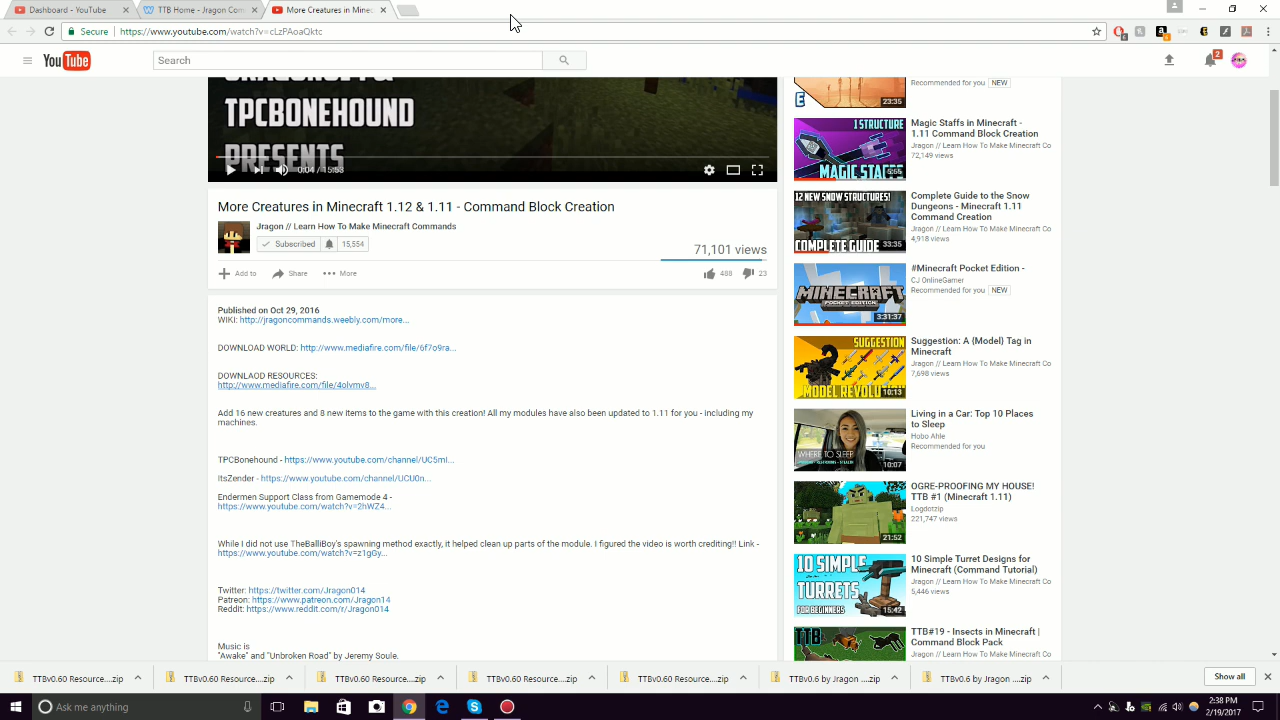 Dashboard - YouTube
TTB Home - Jragon Com
More Creatures in Minec
Secure
https://www.youtube.com/watch?v=cLzPAoaQktc
YouTube
Search
2
TPCBONEHOUND
PRESENTS
0:04 / 15:53
More Creatures in Minecraft 1.12 & 1.11 - Command Block Creation
Jragon // Learn How To Make Minecraft Commands
Subscribed
15,554
71,101 views
Add to
Share
More
488
23
Published on Oct 29, 2016
WIKI: http://jragoncommands.weebly.com/more...
DOWNLOAD WORLD: http://www.mediafire.com/file/6f7o9ra...
DOWNLOAD RESOURCES:
http://www.mediafire.com/file/4olvmv8...
Add 16 new creatures and 8 new items to the game with this creation! All my modules have also been updated to 1.11 for you - including my
machines.
TPCBonehound - https://www.youtube.com/channel/UC5mI...
ItsZender - https://www.youtube.com/channel/UCU0n...
Endermen Support Class from Gamemode 4 -
https://www.youtube.com/watch?v=2hWZ4...
While I did not use TheBalliBoy's spawning method exactly, it helped clean up parts of the module. I figured the video is worth crediting!! Link -
https://www.youtube.com/watch?v=z1gGy...
Twitter: https://twitter.com/Jragon014
Patreon: https://www.patreon.com/Jragon14
Reddit: https://www.reddit.com/r/Jragon014
Music is
"Awake" and "Unbroken Road" by Jeremy Soule.
Recommended for you
NEW
E
23:35
1 STRUCTURE
MAGIC STAFFS
5:55
Magic Staffs in Minecraft -
1.11 Command Block Creation
Jragon // Learn How To Make Minecraft Co
72,149 views
12 NEW SNOW STRUCTURES!
COMPLETE GUIDE
33:35
Complete Guide to the Snow
Dungeons - Minecraft 1.11
Command Creation
Jragon // Learn How To Make Minecraft Co
4,918 views
MINECRAFT
POCKET EDITION
3:31:37
#Minecraft Pocket Edition -
CJ OnlineGamer
Recommended for you
NEW
SUGGESTION
MODEL REVOLUTION
10:13
Suggestion: A {Model} Tag in
Minecraft
Jragon // Learn How To Make Minecraft Co
7,698 views
WHERE TO SLEEP
10:07
Living in a Car: Top 10 Places
to Sleep
Hobo Ahle
Recommended for you
21:52
OGRE-PROOFING MY HOUSE!
TTB #1 (Minecraft 1.11)
Logdotzip
221,747 views
10 SIMPLE
TURRETS
FOR BEGINNERS
15:42
10 Simple Turret Designs for
Minecraft (Command Tutorial)
Jragon // Learn How To Make Minecraft Co
5,446 views
TTB
TTB#19 - Insects in Minecraft |
Command Block Pack
Jragon // Learn How To Make Minecraft Co
TTBv0.60 Resource....zip
TTBv0.60 Resource....zip
TTBv0.60 Resource....zip
TTBv0.60 Resource....zip
TTBv0.60 Resource....zip
TTBv0.6 by Jragon ....zip
TTBv0.6 by Jragon ....zip
Show all
Ask me anything
2:38 PM
2/19/2017